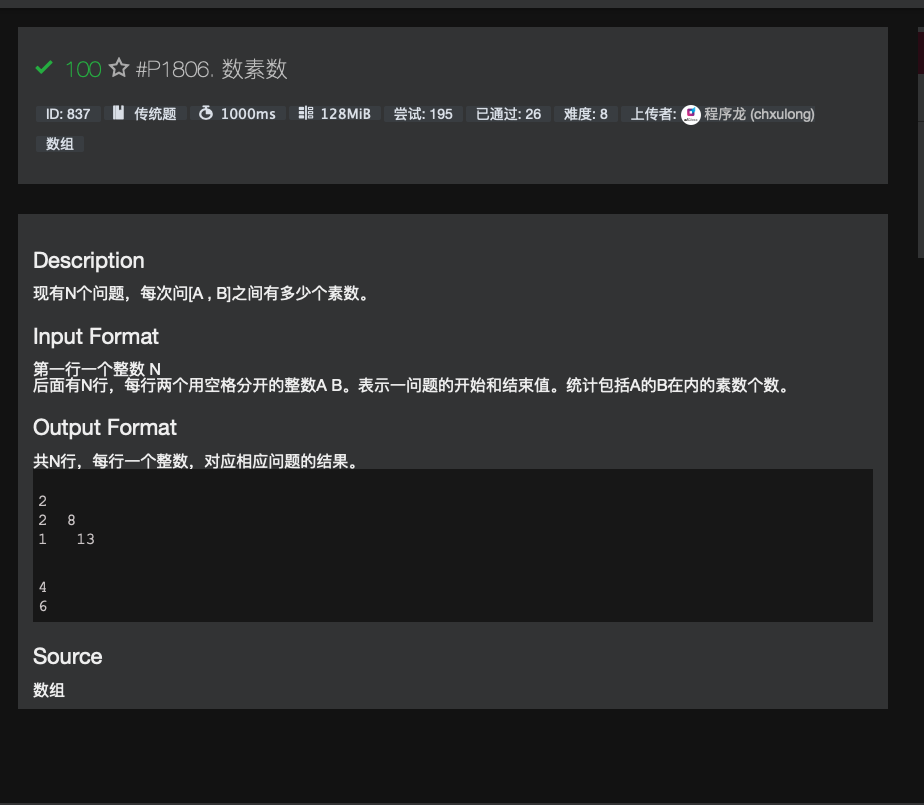 100 #P1806. 数素数
ID: 837 传统题 1000ms 128MiB 尝试: 195 已通过: 26 难度: 8 上传者: 程序龙 (chxulong)
数组
Description
现有N个问题，每次问[A , B]之间有多少个素数。
Input Format
第一行一个整数 N
后面有N行，每行两个用空格分开的整数A B。表示一问题的开始和结束值。统计包括A的B在内的素数个数。
Output Format
共N行，每行一个整数，对应相应问题的结果。
2
2 8
1 13
4
6
Source
数组